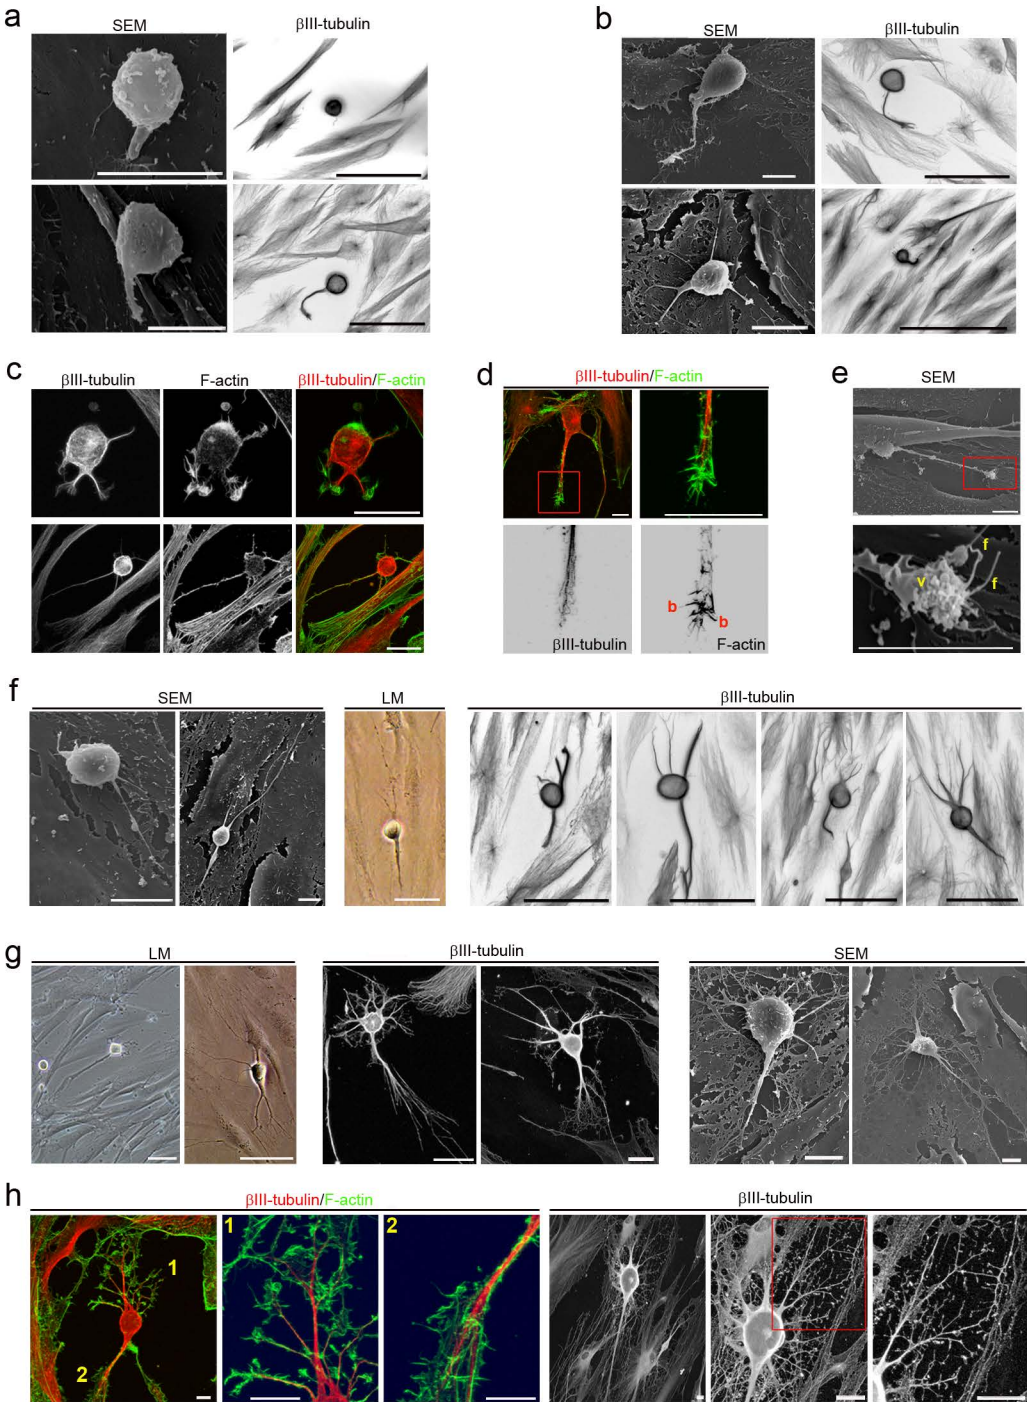 a
SEM
βIII-tubulin
b
SEM
βIII-tubulin
c
βIII-tubulin
F-actin
βIII-tubulin/F-actin
d
βIII-tubulin/F-actin
b
b
βIII-tubulin
F-actin
e
SEM
f
f
v
f
SEM
LM
βIII-tubulin
g
LM
βIII-tubulin
SEM
h
βIII-tubulin/F-actin
βIII-tubulin
1
2
1
2